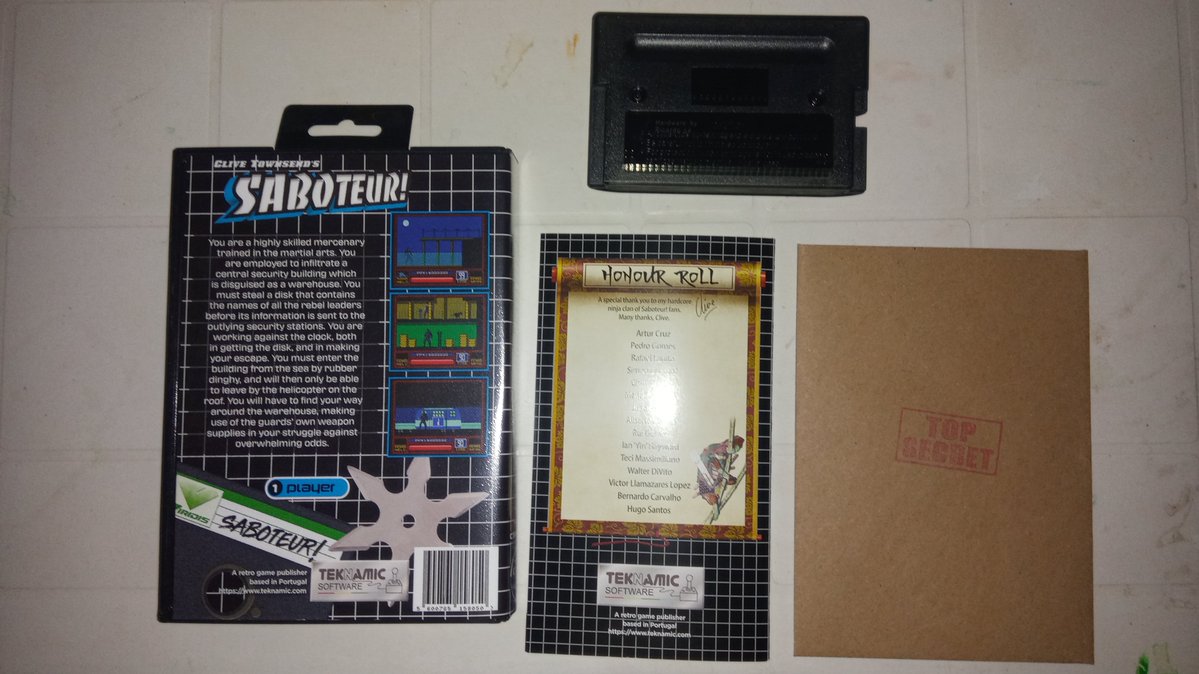 CLIVE TOWNSEND'S
SABOTEUR!
You are a highly skilled mercenary
trained in the martial arts. You
are employed to infiltrate a
central security building which
is disguised as a warehouse. You
must steal a disk that contains
the names of all the rebel leaders
before its information is sent to the
outlying security stations. You are
working against the clock, both
in getting the disk, and in making
your escape. You must enter the
building from the sea by rubber
dinghy, and will then only be able
to leave by the helicopter on the
roof. You will have to find your way
around the warehouse, making
use of the guards' own weapon
supplies in your struggle against
overwhelming odds.
1 player
SABOTEUR!
A retro game publisher
based in Portugal
https://www.teknamic.com
TEKNAMIC
SOFTWARE
Hardware by
HONOUR ROLL
A special thank you to my hardcore
ninja clan of Saboteur! fans.
Many thanks, Clive.
Clive
Artur Cruz
Pedro Gomes
Rafael
Ian 'Yin' Heyward
Teci Massimiliano
Walter DiVito
Victor Llamazares Lopez
Bernardo Carvalho
Hugo Santos
TEKNAMIC
SOFTWARE
A retro game publisher
based in Portugal
https://www.teknamic.com
TOP
SECRET